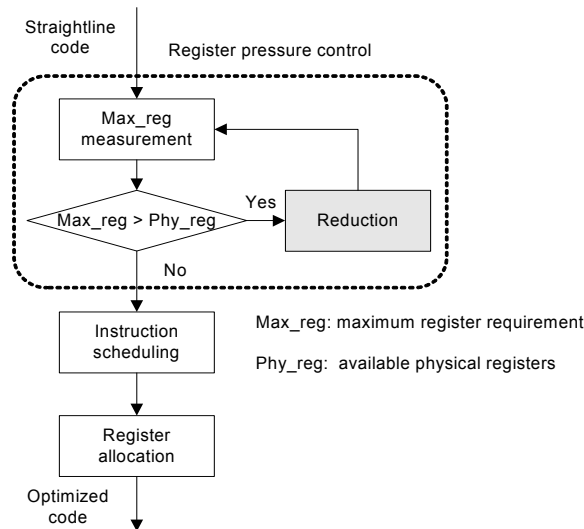 Straightline
code
Register pressure control
Max_reg
measurement
Max_reg > Phy_reg
Yes
Reduction
No
Instruction
scheduling
Max_reg: maximum register requirement
Phy_reg: available physical registers
Register
allocation
Optimized
code